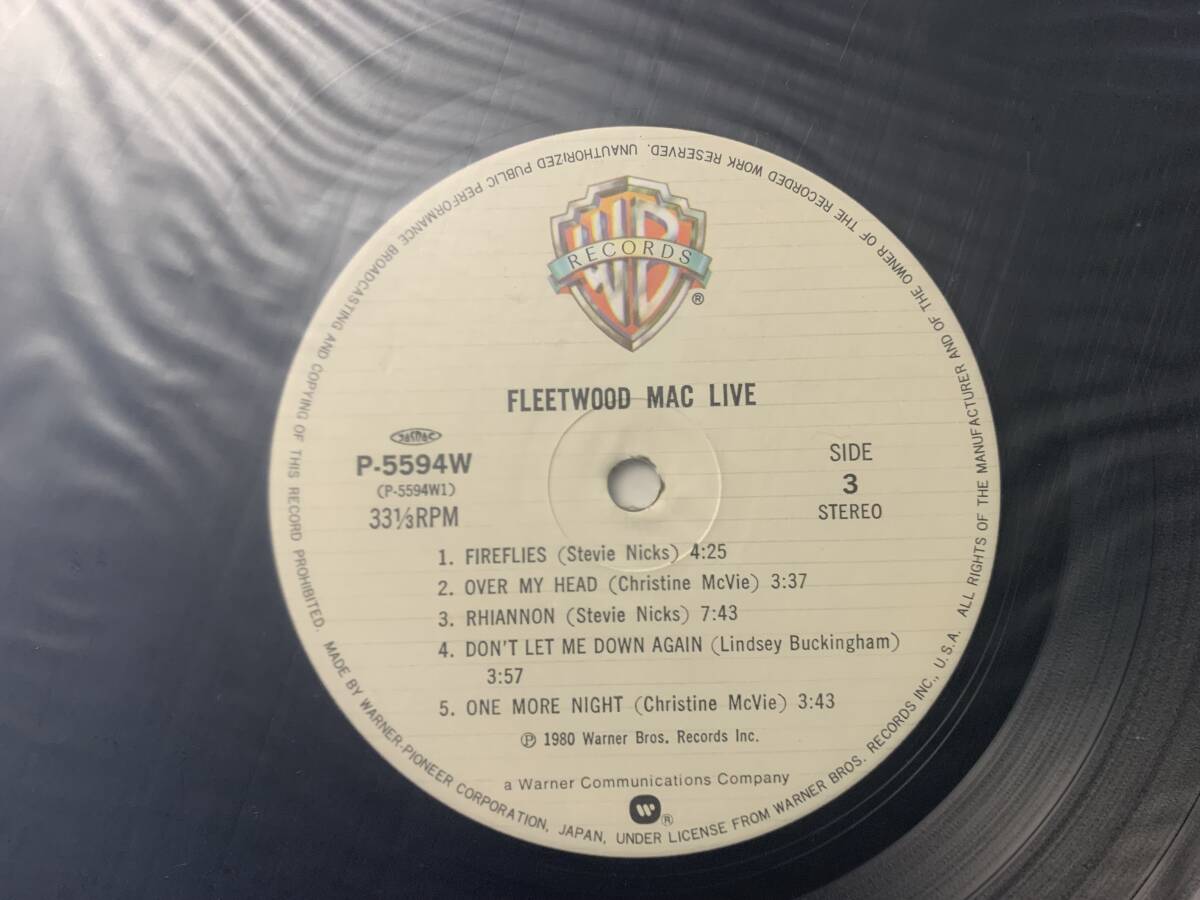 WB
RECORDS
®
FLEETWOOD MAC LIVE
JASRAC
P-5594W
(P-5594W1)
33⅓RPM
SIDE
3
STEREO
1. FIREFLIES (Stevie Nicks) 4:25
2. OVER MY HEAD (Christine McVie) 3:37
3. RHIANNON (Stevie Nicks) 7:43
4. DON'T LET ME DOWN AGAIN (Lindsey Buckingham)
3:57
5. ONE MORE NIGHT (Christine McVie) 3:43
℗ 1980 Warner Bros. Records Inc.
a Warner Communications Company
®
MADE BY WARNER-PIONEER CORPORATION, JAPAN, UNDER LICENSE FROM WARNER BROS. RECORDS INC., U.S.A. ALL RIGHTS OF THE MANUFACTURER AND OF THE OWNER OF THE RECORDED WORK RESERVED. UNAUTHORIZED PUBLIC PERFORMANCE BROADCASTING AND COPYING OF THIS RECORD PROHIBITED.